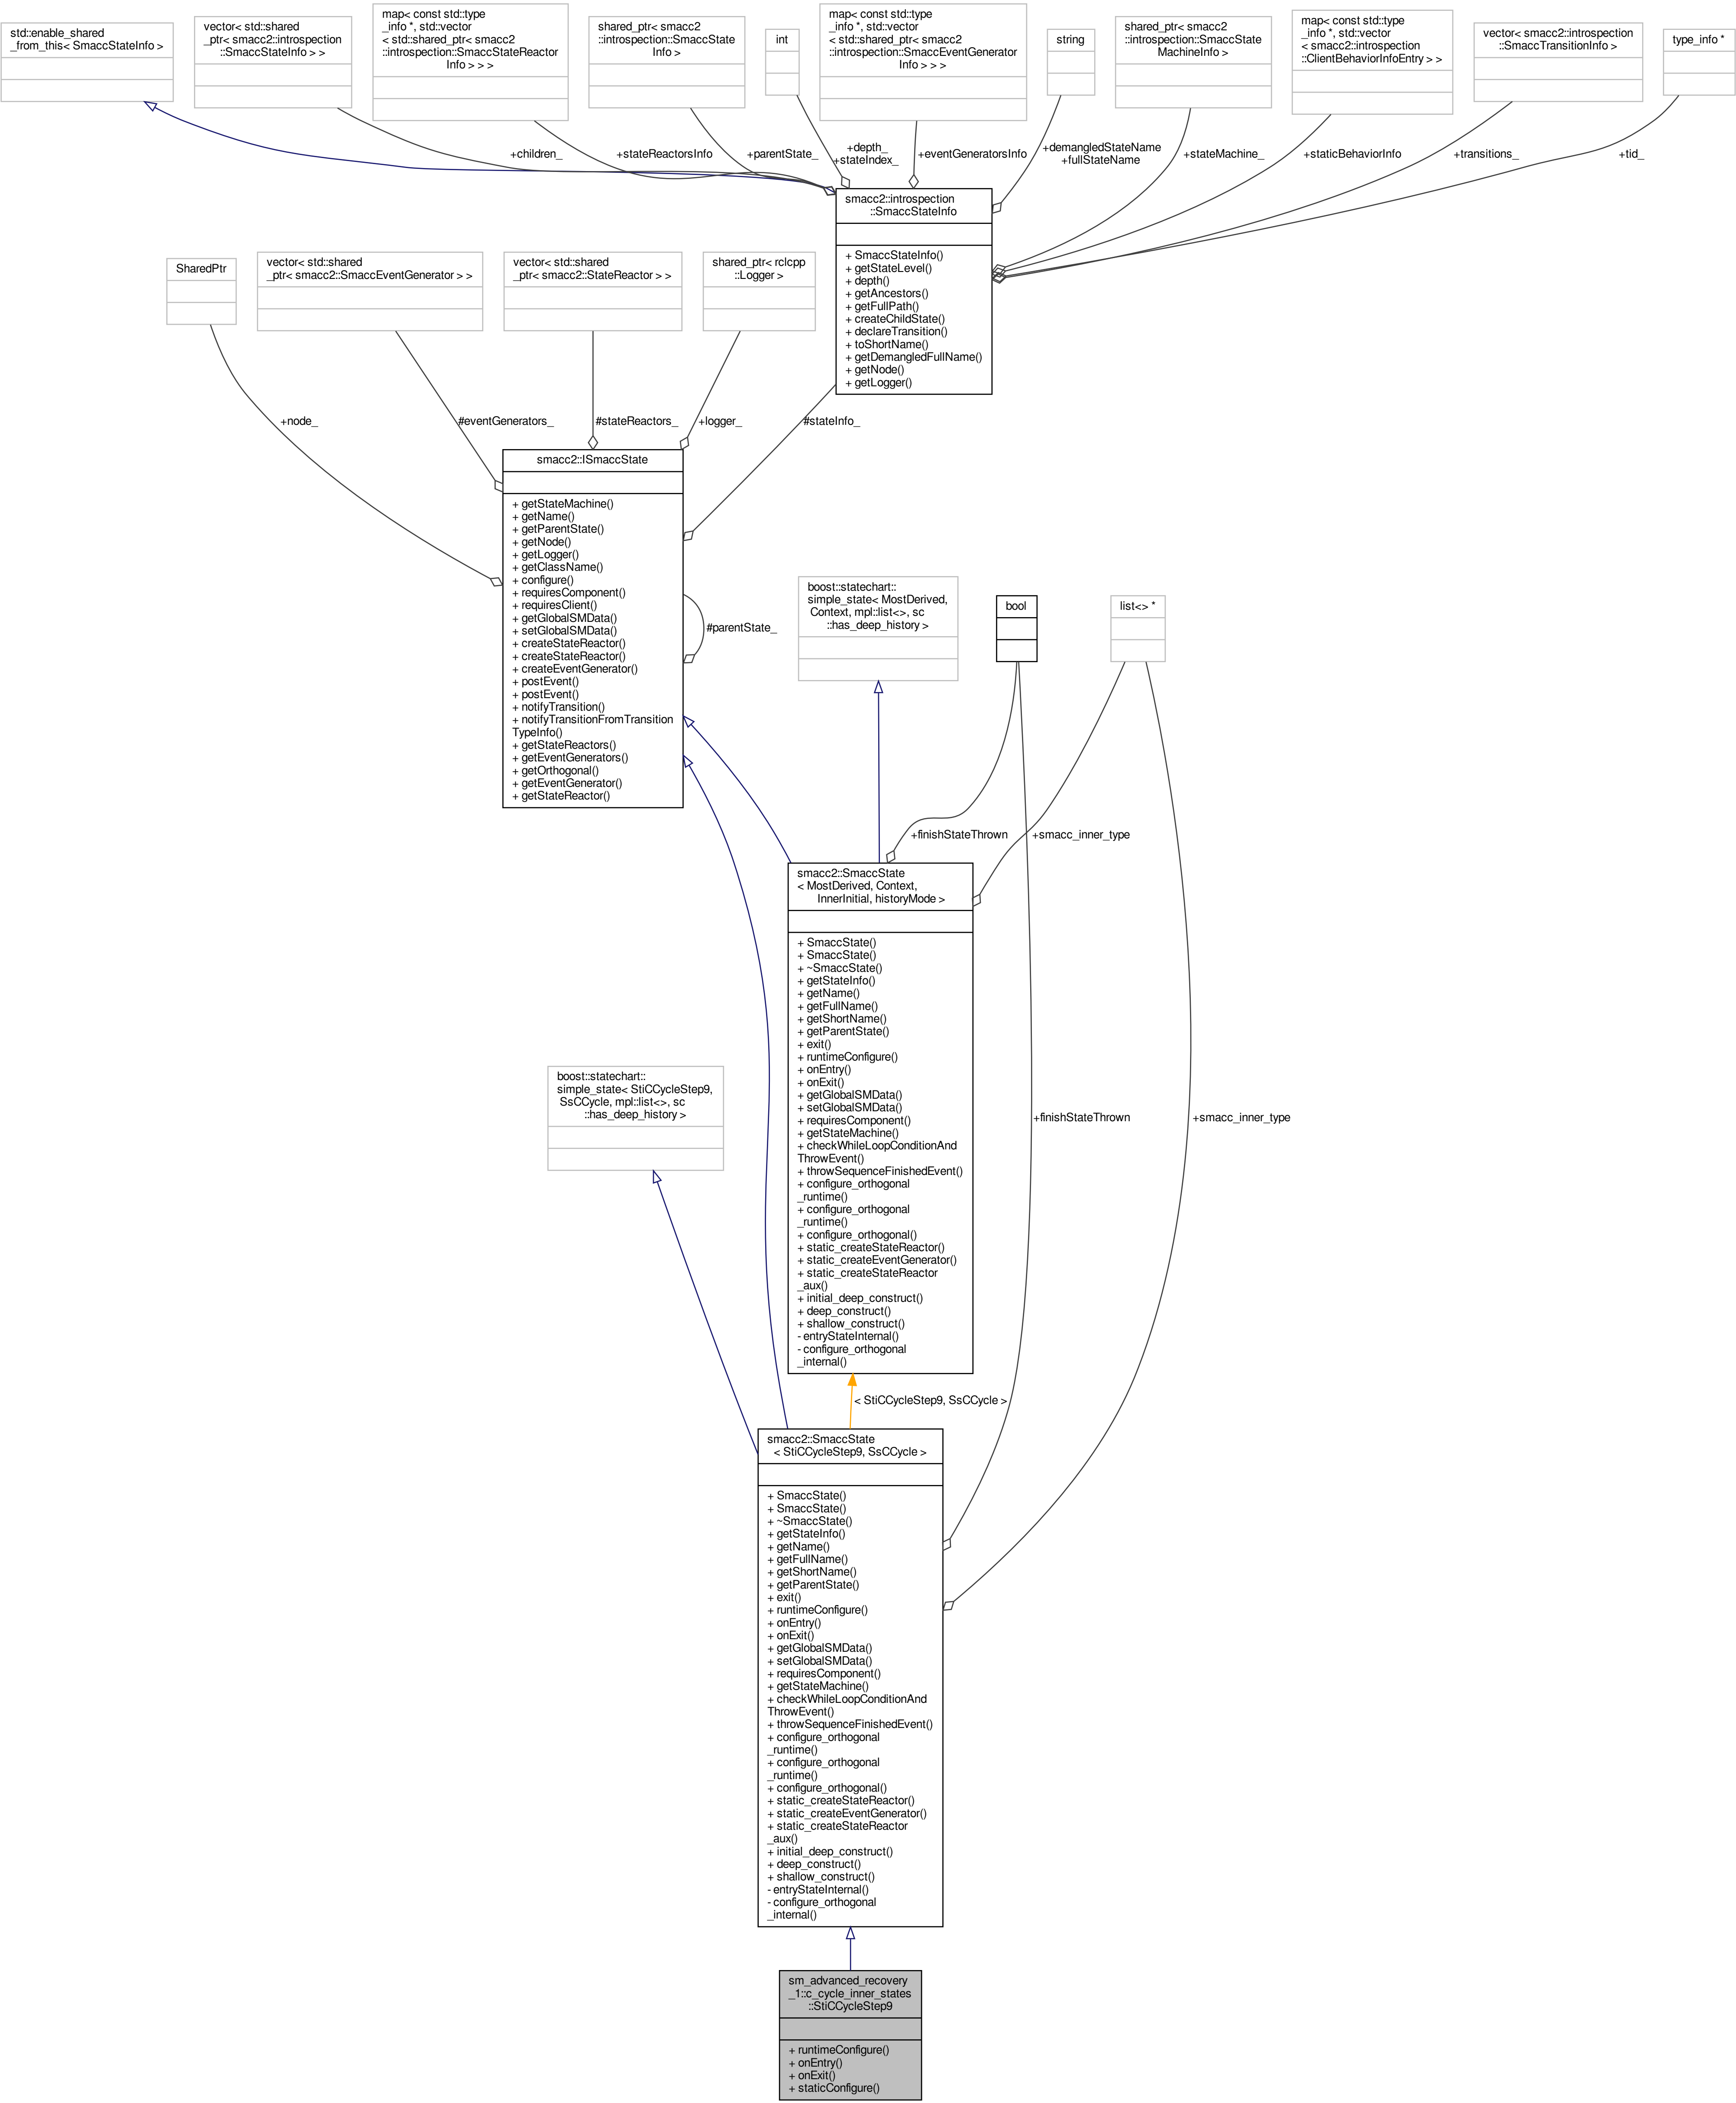 std::enable_shared
_from_this< SmaccStateInfo >
vector< std::shared
_ptr< smacc2::introspection
::SmaccStateInfo > >
map< const std::type
_info *, std::vector
< std::shared_ptr< smacc2
::introspection::SmaccStateReactor
Info > > >
shared_ptr< smacc2
::introspection::SmaccState
Info >
int
map< const std::type
_info *, std::vector
< std::shared_ptr< smacc2
::introspection::SmaccEventGenerator
Info > > >
string
shared_ptr< smacc2
::introspection::SmaccState
MachineInfo >
map< const std::type
_info *, std::vector
< smacc2::introspection
::ClientBehaviorInfoEntry > >
vector< smacc2::introspection
::SmaccTransitionInfo >
type_info *
+children_
+stateReactorsInfo
+parentState_
+depth_
+stateIndex_
+eventGeneratorsInfo
+demangledStateName
+fullStateName
+stateMachine_
+staticBehaviorInfo
+transitions_
+tid_
smacc2::introspection
::SmaccStateInfo
+ SmaccStateInfo()
+ getStateLevel()
+ depth()
+ getAncestors()
+ getFullPath()
+ createChildState()
+ declareTransition()
+ toShortName()
+ getDemangledFullName()
+ getNode()
+ getLogger()
SharedPtr
vector< std::shared
_ptr< smacc2::SmaccEventGenerator > >
vector< std::shared
_ptr< smacc2::StateReactor > >
shared_ptr< rclcpp
::Logger >
+node_
#eventGenerators_
#stateReactors_
+logger_
#stateInfo_
smacc2::ISmaccState
+ getStateMachine()
+ getName()
+ getParentState()
+ getNode()
+ getLogger()
+ getClassName()
+ configure()
+ requiresComponent()
+ requiresClient()
+ getGlobalSMData()
+ setGlobalSMData()
+ createStateReactor()
+ createStateReactor()
+ createEventGenerator()
+ postEvent()
+ postEvent()
+ notifyTransition()
+ notifyTransitionFromTransition
TypeInfo()
+ getStateReactors()
+ getEventGenerators()
+ getOrthogonal()
+ getEventGenerator()
+ getStateReactor()
#parentState_
boost::statechart::
simple_state< MostDerived,
Context, mpl::list<>, sc
::has_deep_history >
bool
list<> *
+finishStateThrown
+smacc_inner_type
smacc2::SmaccState
< MostDerived, Context,
InnerInitial, historyMode >
+ SmaccState()
+ SmaccState()
+ ~SmaccState()
+ getStateInfo()
+ getName()
+ getFullName()
+ getShortName()
+ getParentState()
+ exit()
+ runtimeConfigure()
+ onEntry()
+ onExit()
+ getGlobalSMData()
+ setGlobalSMData()
+ requiresComponent()
+ getStateMachine()
+ checkWhileLoopConditionAnd
ThrowEvent()
+ throwSequenceFinishedEvent()
+ configure_orthogonal
_runtime()
+ configure_orthogonal
_runtime()
+ configure_orthogonal()
+ static_createStateReactor()
+ static_createEventGenerator()
+ static_createStateReactor
_aux()
+ initial_deep_construct()
+ deep_construct()
+ shallow_construct()
- entryStateInternal()
- configure_orthogonal
_internal()
boost::statechart::
simple_state< StiCCycleStep9,
SsCCycle, mpl::list<>, sc
::has_deep_history >
+finishStateThrown
+smacc_inner_type
< StiCCycleStep9, SsCCycle >
smacc2::SmaccState
< StiCCycleStep9, SsCCycle >
+ SmaccState()
+ SmaccState()
+ ~SmaccState()
+ getStateInfo()
+ getName()
+ getFullName()
+ getShortName()
+ getParentState()
+ exit()
+ runtimeConfigure()
+ onEntry()
+ onExit()
+ getGlobalSMData()
+ setGlobalSMData()
+ requiresComponent()
+ getStateMachine()
+ checkWhileLoopConditionAnd
ThrowEvent()
+ throwSequenceFinishedEvent()
+ configure_orthogonal
_runtime()
+ configure_orthogonal
_runtime()
+ configure_orthogonal()
+ static_createStateReactor()
+ static_createEventGenerator()
+ static_createStateReactor
_aux()
+ initial_deep_construct()
+ deep_construct()
+ shallow_construct()
- entryStateInternal()
- configure_orthogonal
_internal()
sm_advanced_recovery
_1::c_cycle_inner_states
::StiCCycleStep9
+ runtimeConfigure()
+ onEntry()
+ onExit()
+ staticConfigure()